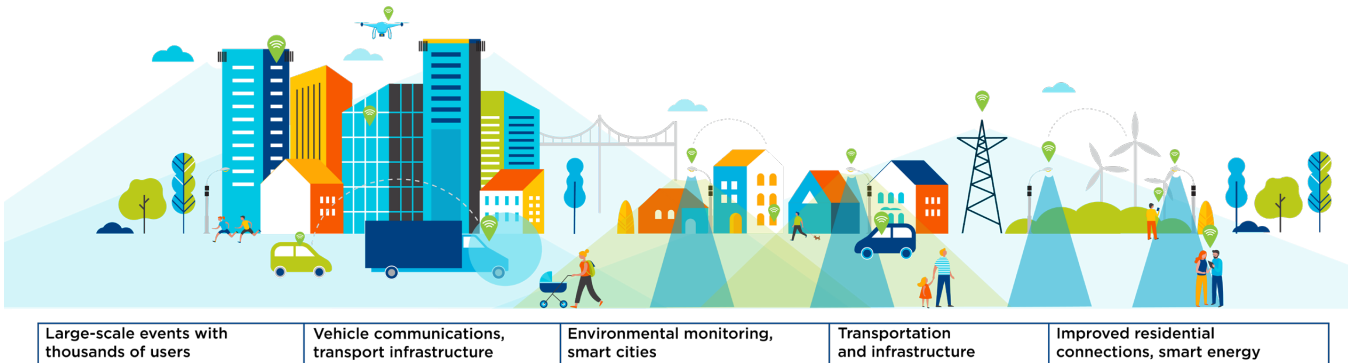 Large-scale events with
thousands of users
Vehicle communications,
transport infrastructure
Environmental monitoring,
smart cities
Transportation
and infrastructure
Improved residential
connections, smart energy